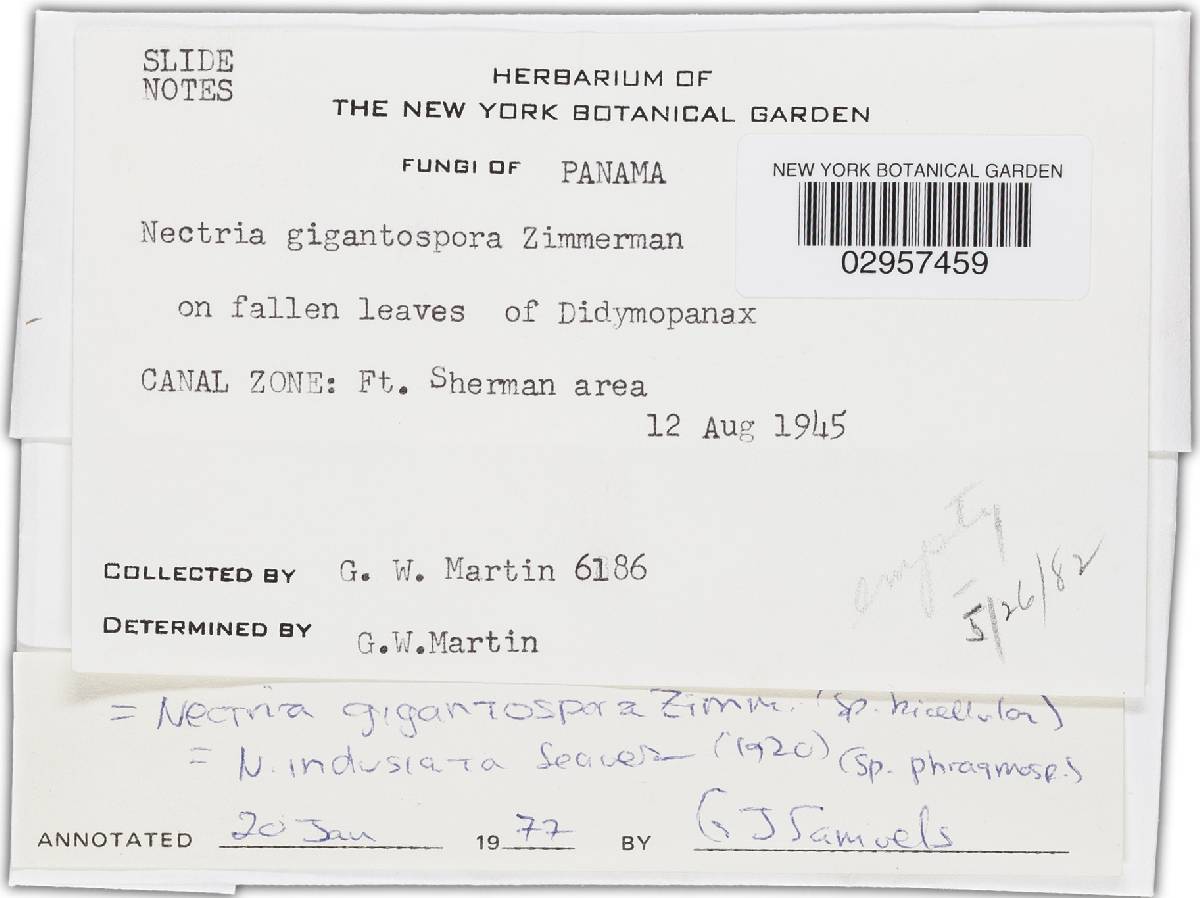 SLIDE
NOTES
HERBARIUM OF
THE NEW YORK BOTANICAL GARDEN
FUNGI OF PANAMA
NEW YORK BOTANICAL GARDEN
02957459
Nectria gigantospora Zimmerman
on fallen leaves of Didymopanax
CANAL ZONE: Ft. Sherman area
12 Aug 1945
empty
5/26/82
COLLECTED BY G. W. Martin 6186
DETERMINED BY G.W.Martin
= Nectria gigantospora Zimm. (sp. bicellular)
= N. indusiata Seaver (1920) (sp. phragmosp.)
ANNOTATED 20 Jan 1977 BY G J Samuels